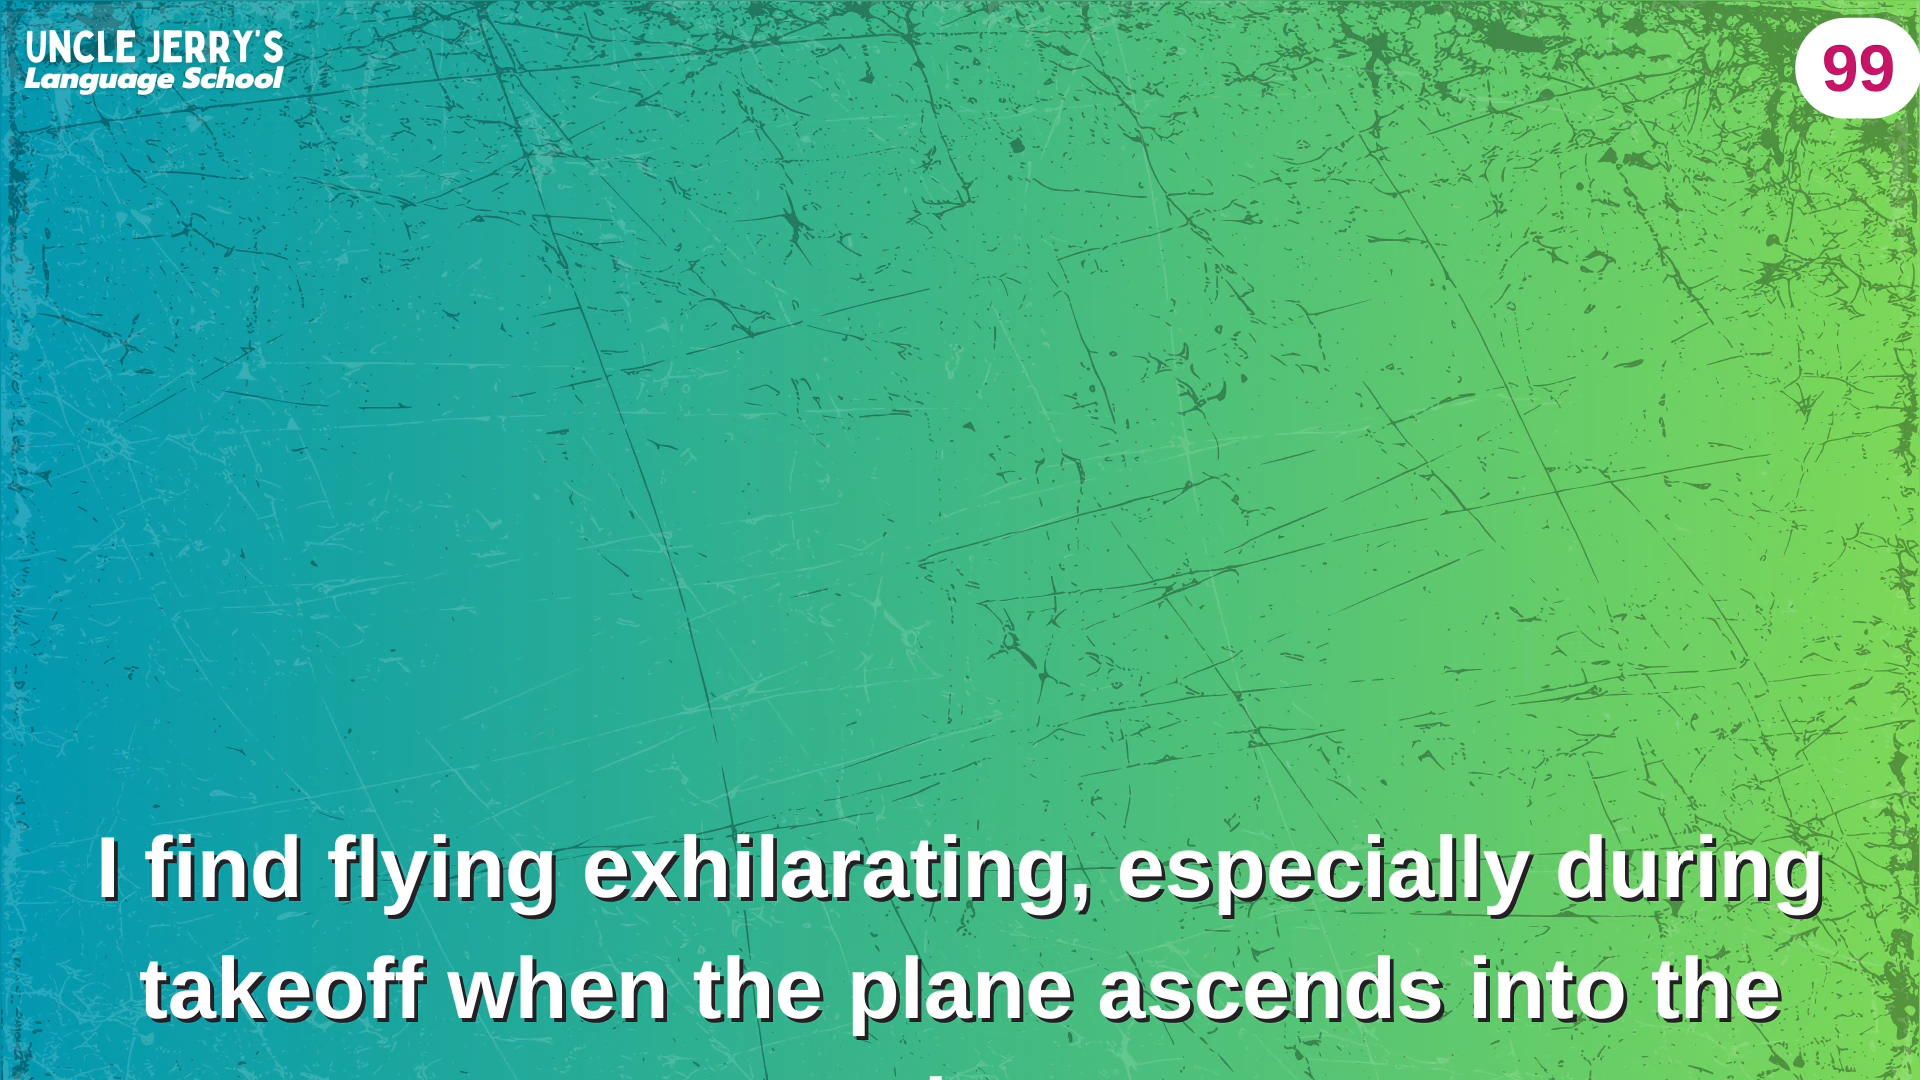 UNCLE JERRY'S
Language School
99
I find flying exhilarating, especially during
takeoff when the plane ascends into the